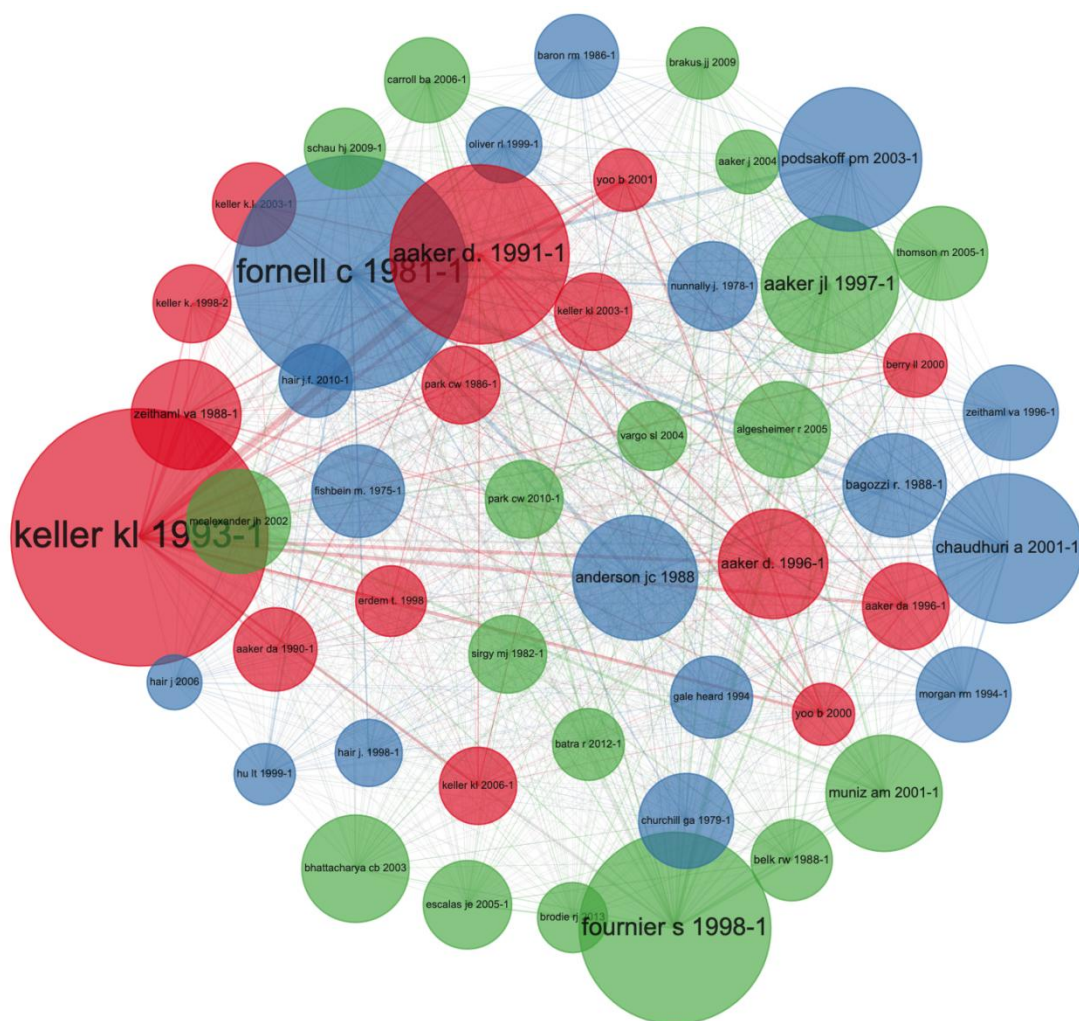 baron rm 1986-1
brakus jj 2009
carroll ba 2006-1
schau hj 2009-1
oliver rl 1999-1
podsakoff pm 2003-1
aaker j 2004
yoo b 2001
keller k.l. 2003-1
aaker d. 1991-1
thomson m 2005-1
fornell c 1981-1
aaker jl 1997-1
nunnally j. 1978-1
keller k. 1998-2
keller kl 2003-1
berry ll 2000
hair j.f. 2010-1
park cw 1986-1
zeithaml va 1988-1
zeithaml va 1996-1
vargo sl 2004
algesheimer r 2005
fishbein m. 1975-1
bagozzi r. 1988-1
park cw 2010-1
mcalexander jh 2002
keller kl 1993-1
chaudhuri a 2001-1
aaker d. 1996-1
anderson jc 1988
erdem t. 1998
aaker da 1996-1
aaker da 1990-1
sirgy mj 1982-1
hair j 2006
gale heard 1994
morgan rm 1994-1
yoo b 2000
batra r 2012-1
hair j. 1998-1
hu lt 1999-1
keller kl 2006-1
muniz am 2001-1
churchill ga 1979-1
belk rw 1988-1
bhattacharya cb 2003
escalas je 2005-1
brodie rj 2013
fournier s 1998-1